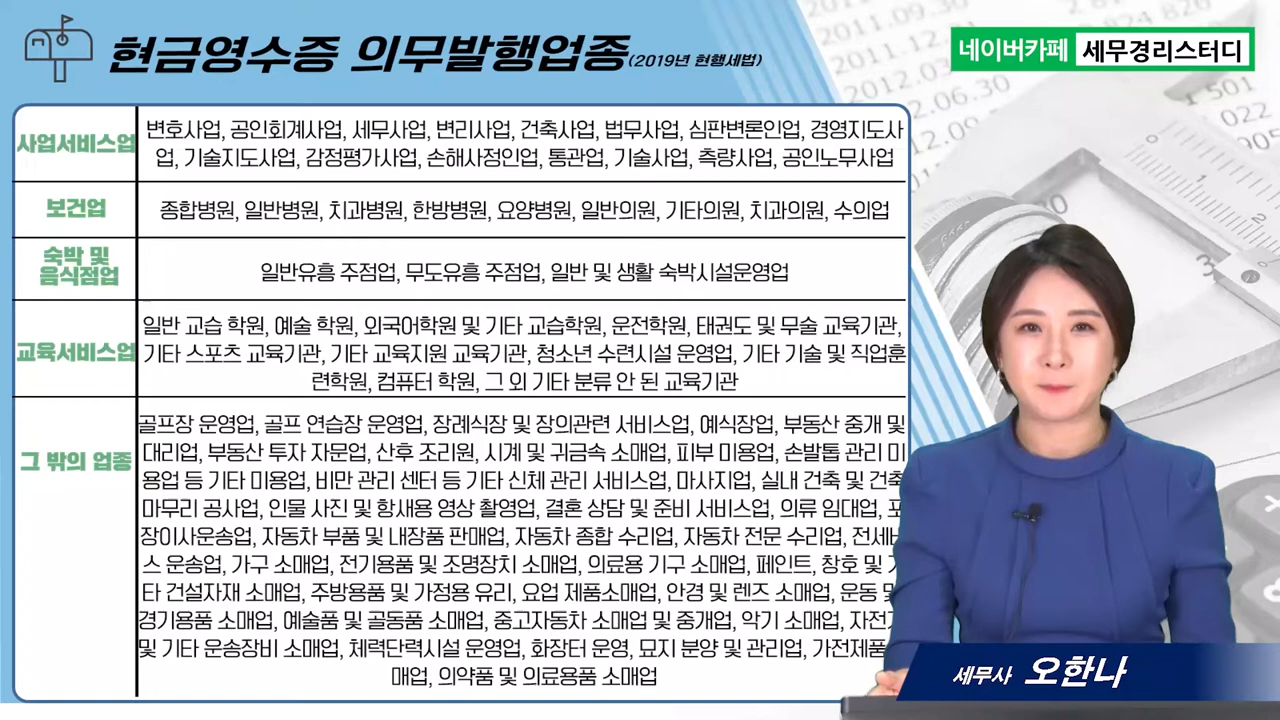 현금영수증 의무발행업종(2019년 현행세법)
네이버카페 세무경리스터디
사업서비스업
변호사업, 공인회계사업, 세무사업, 변리사업, 건축사업, 법무사업, 심판변론인업, 경영지도사
업, 기술지도사업, 감정평가사업, 손해사정인업, 통관업, 기술사업, 측량사업, 공인노무사업
보건업
종합병원, 일반병원, 치과병원, 한방병원, 요양병원, 일반의원, 기타의원, 치과의원, 수의업
숙박 및
음식점업
일반유흥 주점업, 무도유흥 주점업, 일반 및 생활 숙박시설운영업
교육서비스업
일반 교습 학원, 예술 학원, 외국어학원 및 기타 교습학원, 운전학원, 태권도 및 무술 교육기관,
기타 스포츠 교육기관, 기타 교육지원 교육기관, 청소년 수련시설 운영업, 기타 기술 및 직업훈
련학원, 컴퓨터 학원, 그 외 기타 분류 안 된 교육기관
그 밖의 업종
골프장 운영업, 골프 연습장 운영업, 장례식장 및 장의관련 서비스업, 예식장업, 부동산 중개 및
대리업, 부동산 투자 자문업, 산후 조리원, 시계 및 귀금속 소매업, 피부 미용업, 손발톱 관리 미
용업 등 기타 미용업, 비만 관리 센터 등 기타 신체 관리 서비스업, 마사지업, 실내 건축 및 건축
마무리 공사업, 인물 사진 및 항새용 영상 촬영업, 결혼 상담 및 준비 서비스업, 의류 임대업, 포
장이사운송업, 자동차 부품 및 내장품 판매업, 자동차 종합 수리업, 자동차 전문 수리업, 전세버
스 운송업, 가구 소매업, 전기용품 및 조명장치 소매업, 의료용 기구 소매업, 페인트, 창호 및
타 건설자재 소매업, 주방용품 및 가정용 유리, 요업 제품소매업, 안경 및 렌즈 소매업, 운동 및
경기용품 소매업, 예술품 및 골동품 소매업, 중고자동차 소매업 및 중개업, 악기 소매업, 자전
및 기타 운송장비 소매업, 체력단력시설 운영업, 화장터 운영, 묘지 분양 및 관리업, 가전제품
매업, 의약품 및 의료용품 소매업
2011.09.30
2011.12.
2012.03
2.06.30
2.09.
1 501
022
905
세무사 오한나